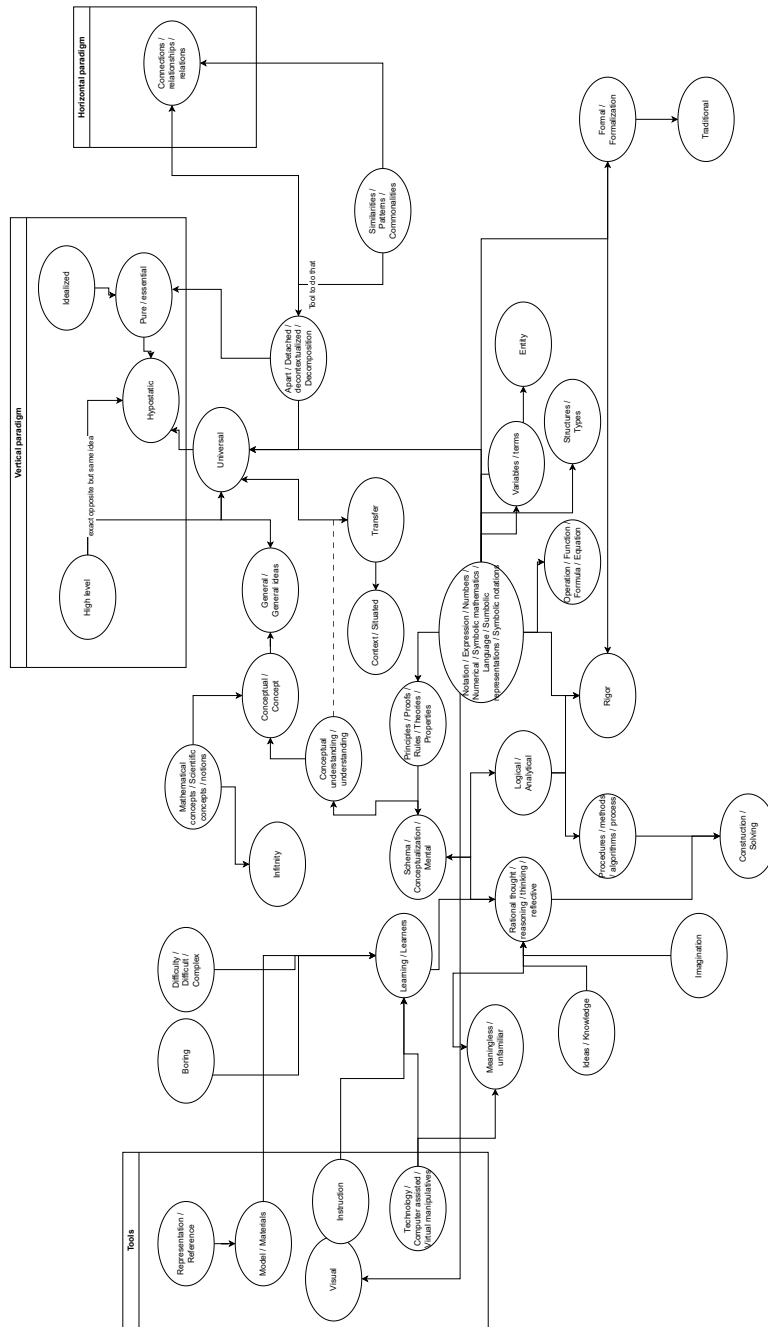 Horizontal paradigm
Connections /
relationships /
relations
Similarities /
Patterns /
Commonalities
Formal /
Formalization
Traditional
Vertical paradigm
Idealized
Pure / essential
Hypostatic
High level
exact opposite but same idea
Universal
General /
General ideas
Tool to do that
Apart / Detached /
decontextualized /
Decomposition
Transfer
Context / Situated
Entity
Variables / terms
Structures /
Types
Mathematical
concepts / Scientific
concepts / notions
Conceptual /
Concept
Infitnity
Conceptual
understanding /
understanding
Principles / Proofs /
Rules / Theories /
Properties
Notation / Expression / Numbers /
Numerical / Symbolic mathematics /
Language / Sumbolic
representations / Symbolic notations
Operation / Function /
Formula / Equation
Schema /
Conceptualization /
Mental
Logical /
Analytical
Rigor
Procedures / methods
/ algorithms / process
Construction /
Solving
Rational thought /
reasoning / thinking /
reflective
Difficulty /
Difficult /
Complex
Boring
Learning / Learners
Meaningless /
unfamiliar
Ideas / Knowledge
Imagination
Tools
Representation /
Reference
Model / Materials
Instruction
Visual
Technology /
Computer assisted /
Virtual manipulatives